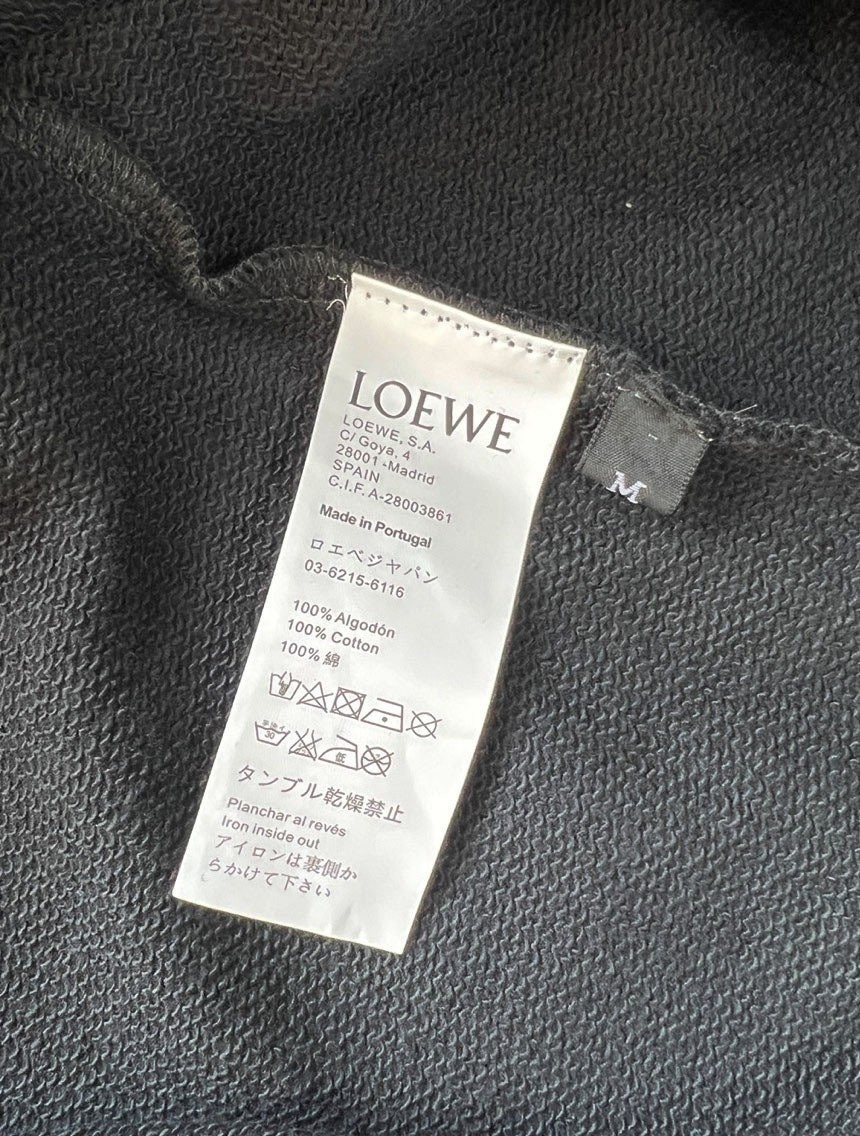 LOEWE
LOEWE, S.A.
C/ Goya, 4
28001 -Madrid
SPAIN
C.I.F. A-28003861
Made in Portugal
ロエベジャパン
03-6215-6116
100% Algodón
100% Cotton
100% 綿
30
低
タンブル乾燥禁止
Planchar al revés
Iron inside out
アイロンは裏側か
らかけて下さい
M